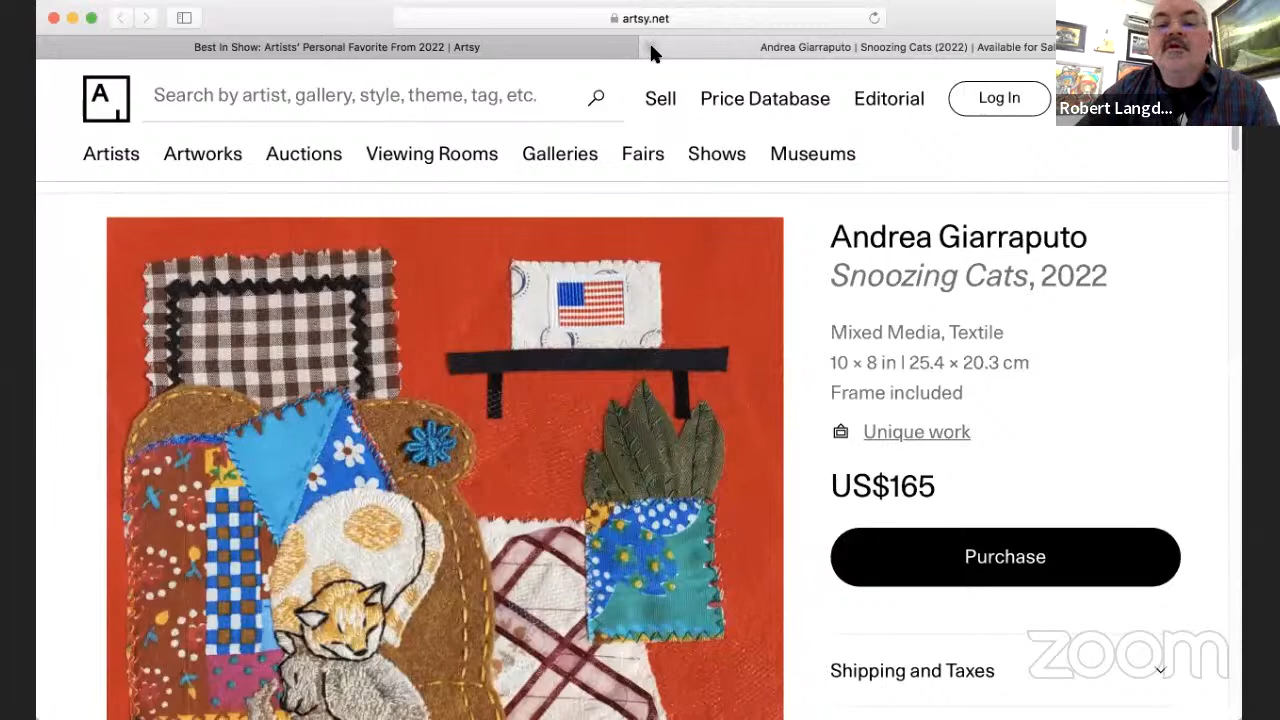 artsy.net
Best In Show: Artists' Personal Favorite From 2022 | Artsy
Andrea Giarraputo | Snoozing Cats (2022) | Available for Sal
Robert Langd...
A
Search by artist, gallery, style, theme, tag, etc.
Sell Price Database Editorial Log In
Artists Artworks Auctions Viewing Rooms Galleries Fairs Shows Museums
Andrea Giarraputo
Snoozing Cats, 2022
Mixed Media, Textile
10 × 8 in | 25.4 × 20.3 cm
Frame included
Unique work
US$165
Purchase
Shipping and Taxes
zoom